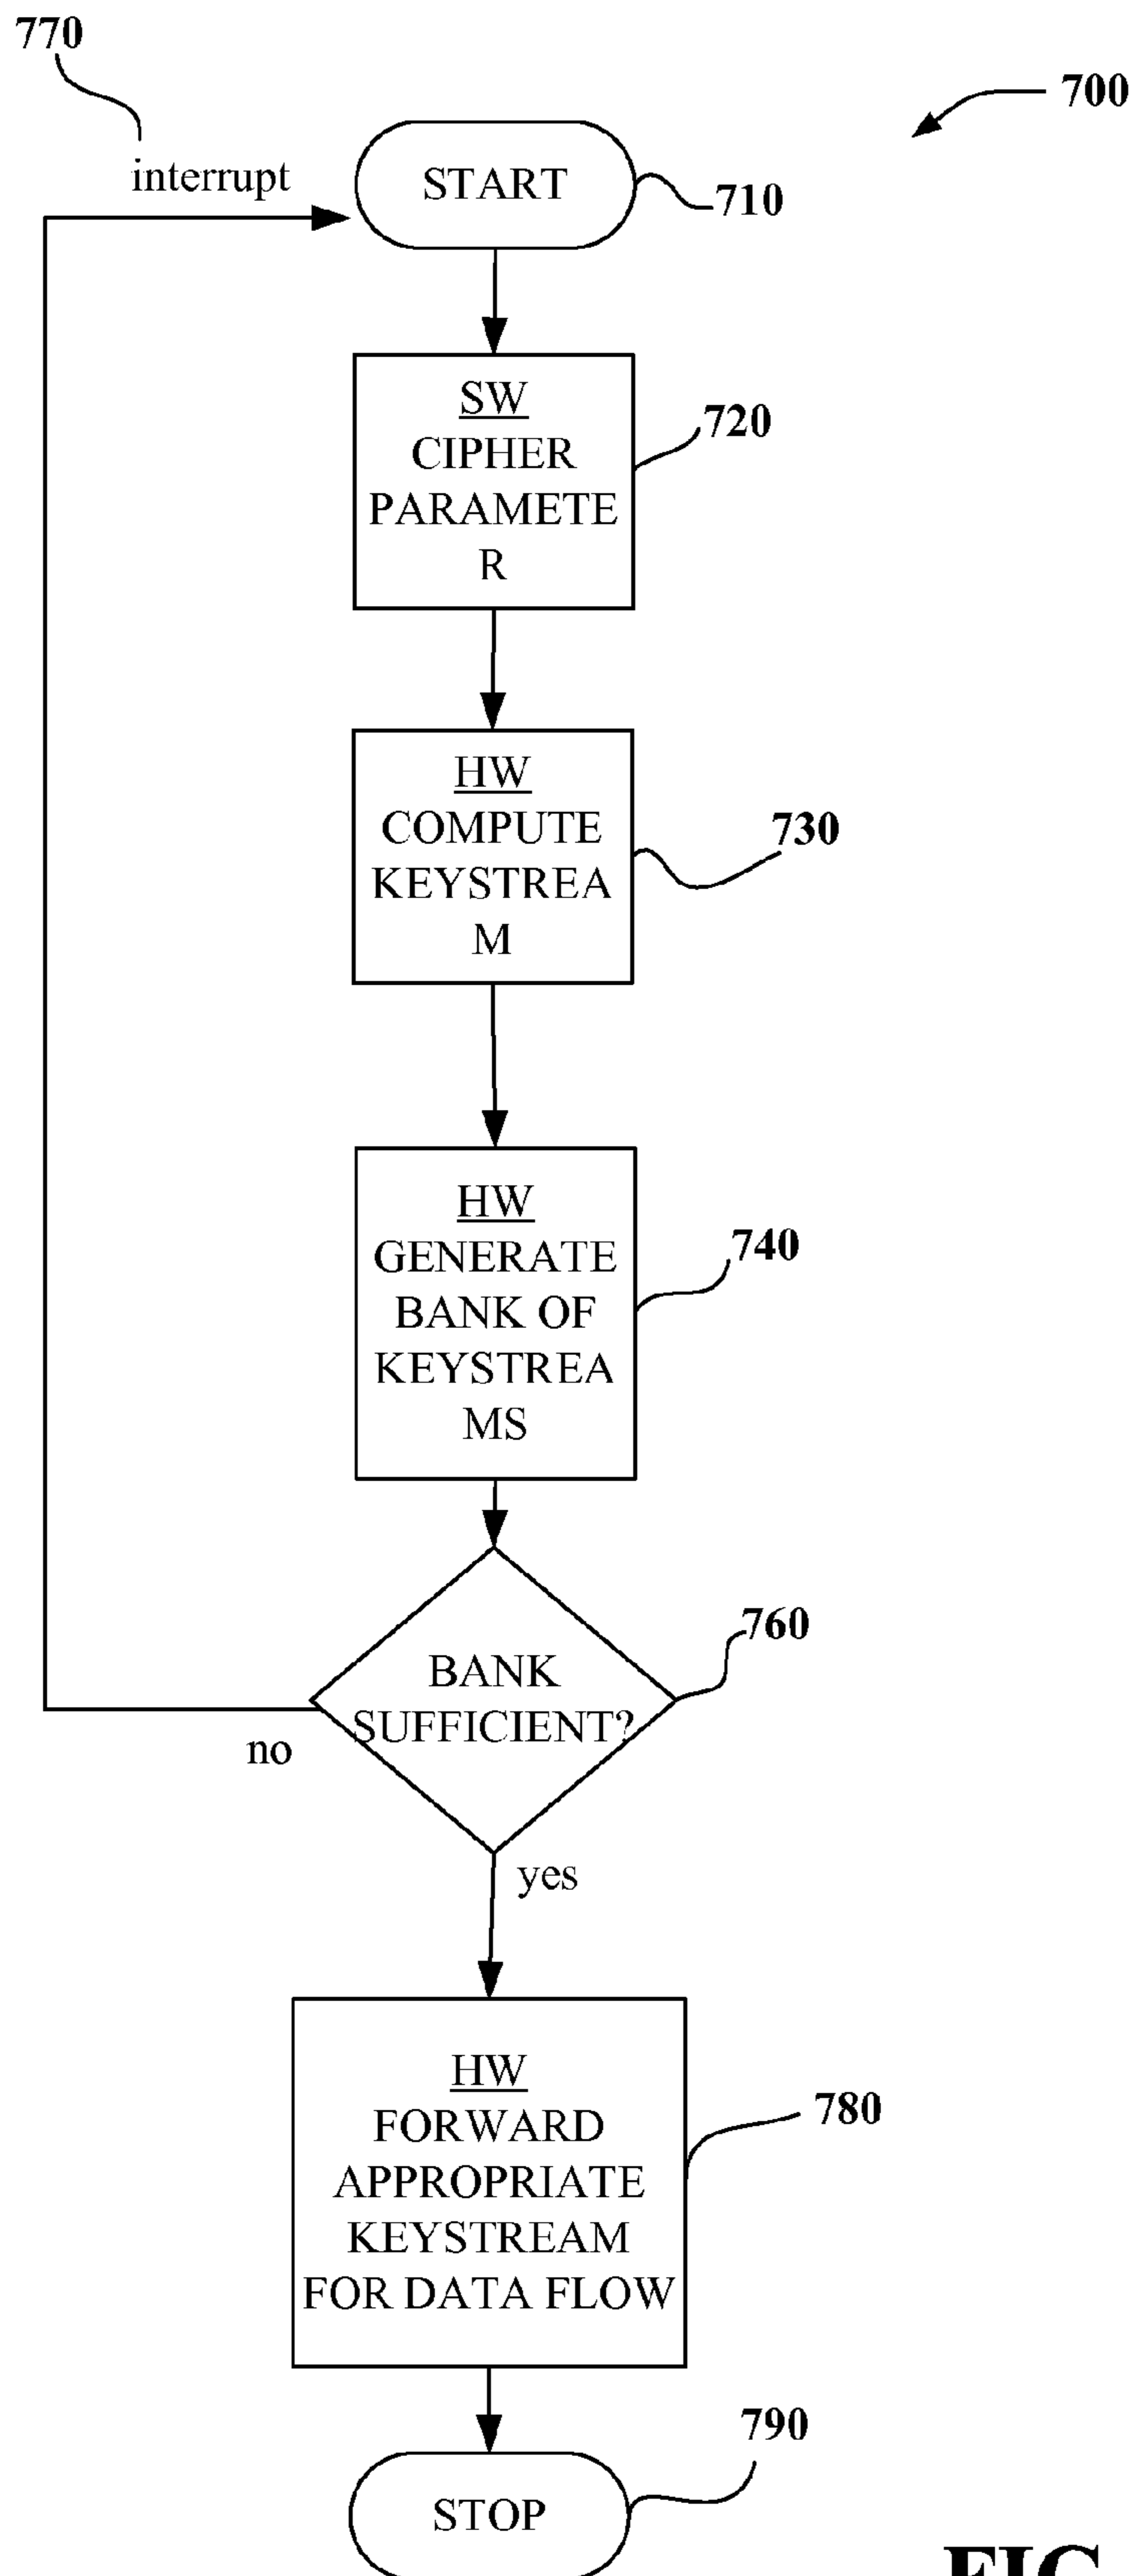 770
700
interrupt
START
710
SW
CIPHER
PARAMETE
R
720
HW
COMPUTE
KEYSTREA
M
730
HW
GENERATE
BANK OF
KEYSTREA
MS
740
BANK
SUFFICIENT?
760
no
yes
HW
FORWARD
APPROPRIATE
KEYSTREAM
FOR DATA FLOW
780
790
STOP